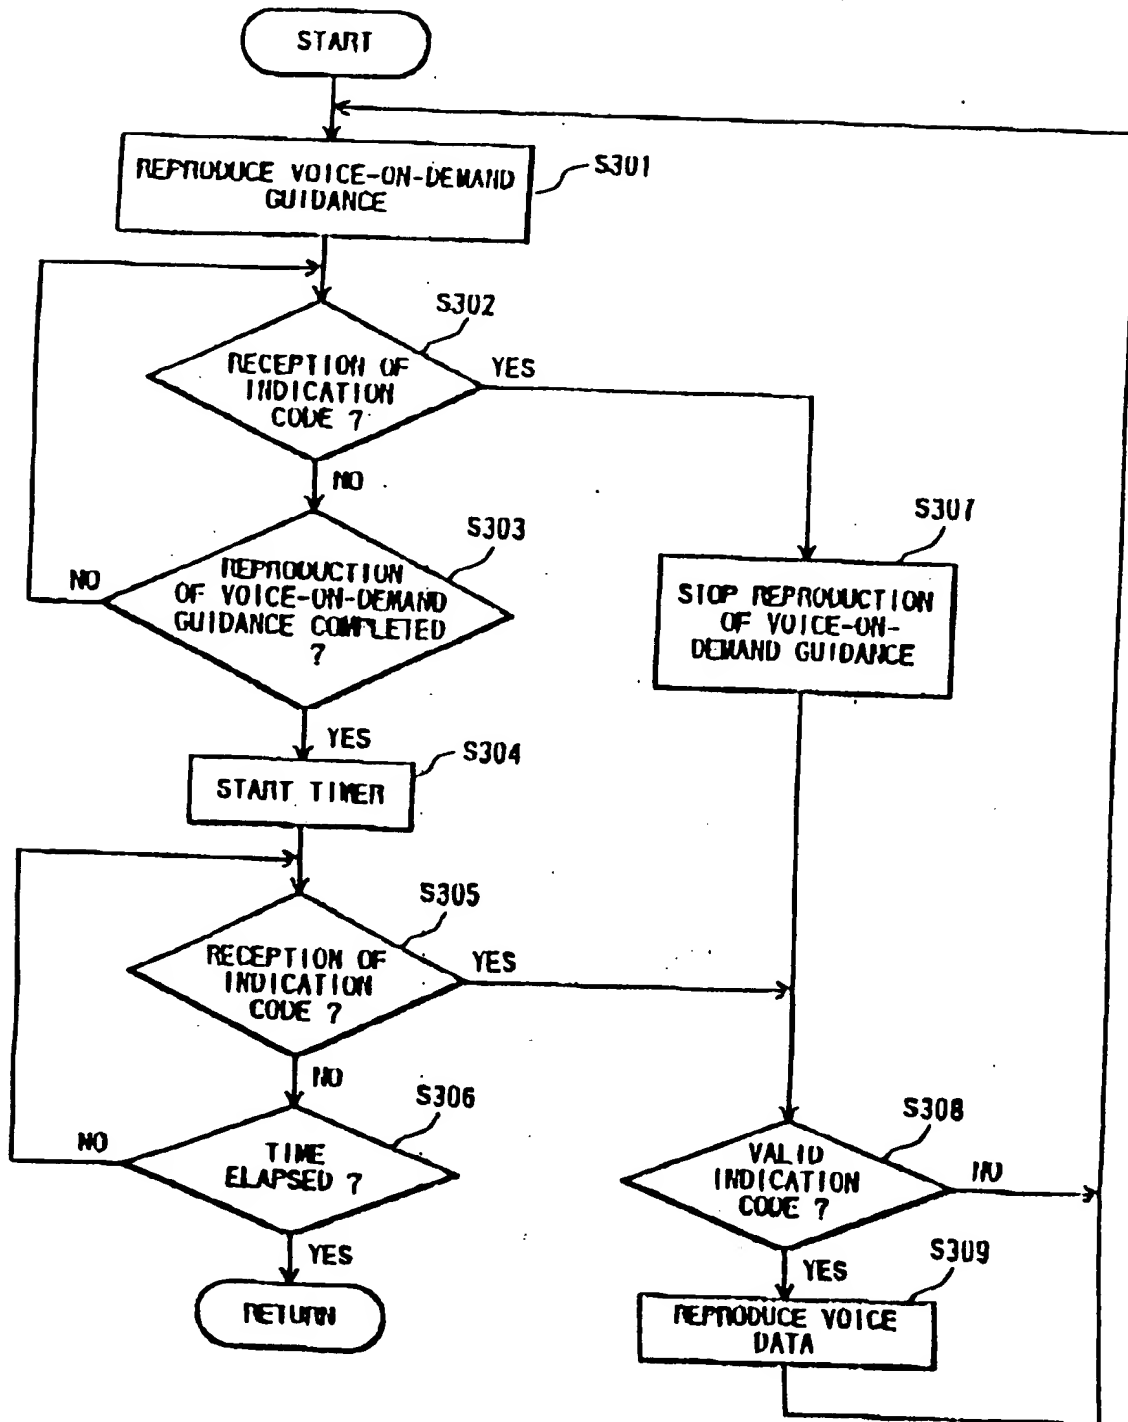 START
REPRODUCE VOICE-ON-DEMAND
GUIDANCE
S301
S302
RECEPTION OF
INDICATION
CODE ?
YES
NO
S303
REPRODUCTION
OF VOICE-ON-DEMAND
GUIDANCE COMPLETED
?
NO
YES
S307
STOP REPRODUCTION
OF VOICE-ON-
DEMAND GUIDANCE
S304
START TIMER
S305
RECEPTION OF
INDICATION
CODE ?
YES
NO
S306
TIME
ELAPSED ?
NO
YES
RETURN
S308
VALID
INDICATION
CODE ?
NO
YES
S309
REPRODUCE VOICE
DATA